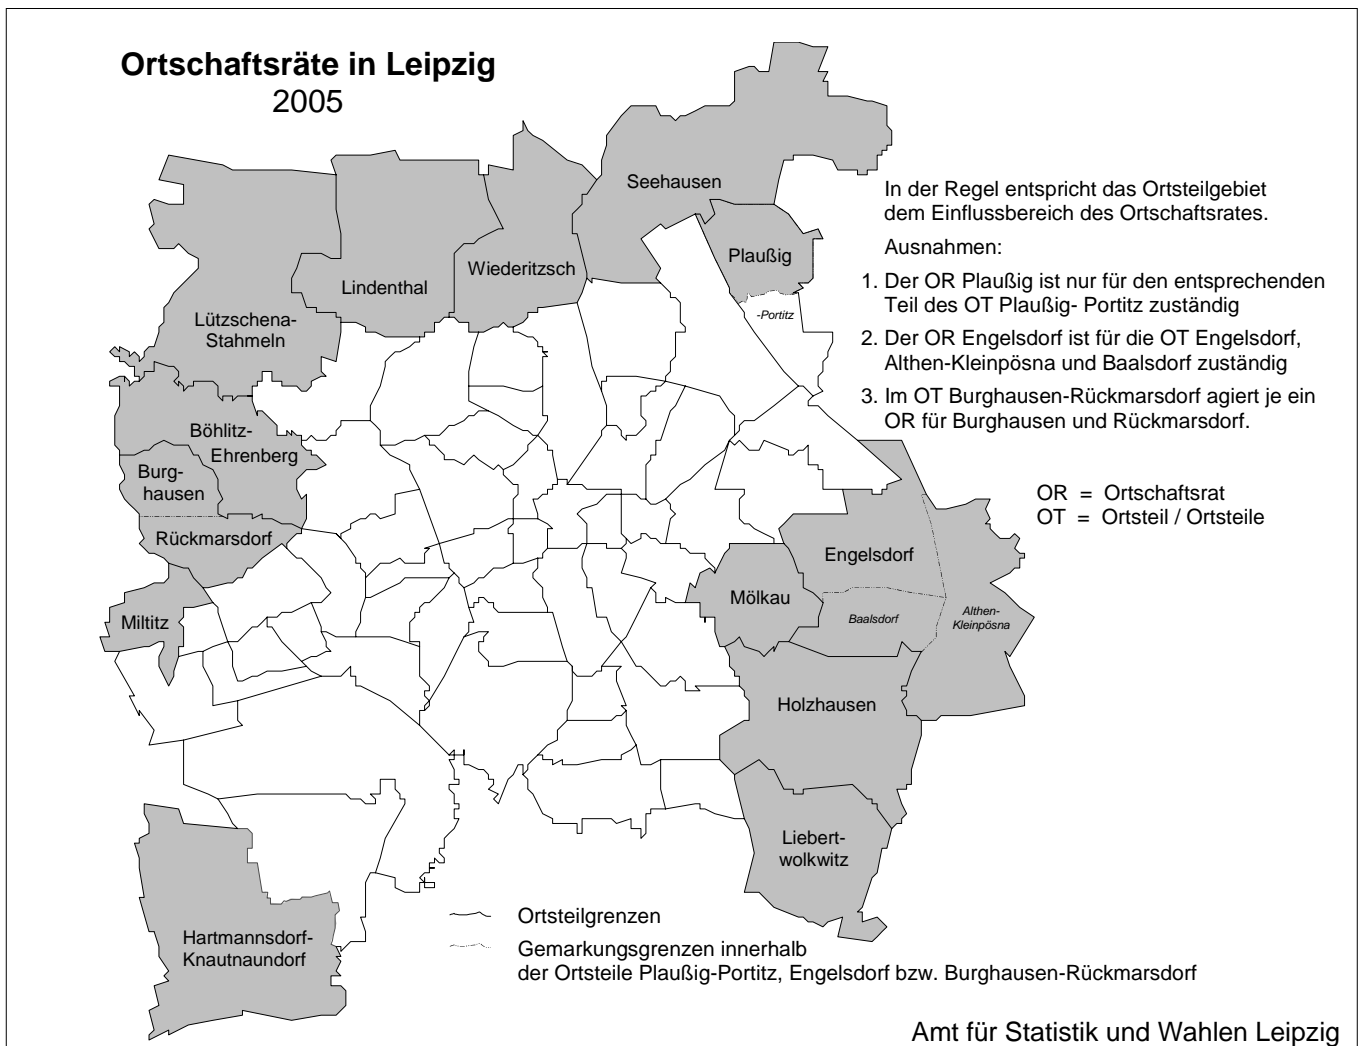 Ortschaftsräte in Leipzig
2005
Seehausen
Plaußig
-Portitz
Wiederitzsch
Lindenthal
Lützschena-
Stahmeln
Böhlitz-
Ehrenberg
Burg-
hausen
Rückmarsdorf
Miltitz
Engelsdorf
Mölkau
Baalsdorf
Althen-
Kleinpösna
Holzhausen
Liebert-
wolkwitz
Hartmannsdorf-
Knautnaundorf
In der Regel entspricht das Ortsteilgebiet
dem Einflussbereich des Ortschaftsrates.
Ausnahmen:
1. Der OR Plaußig ist nur für den entsprechenden
Teil des OT Plaußig- Portitz zuständig
2. Der OR Engelsdorf ist für die OT Engelsdorf,
Althen-Kleinpösna und Baalsdorf zuständig
3. Im OT Burghausen-Rückmarsdorf agiert je ein
OR für Burghausen und Rückmarsdorf.
OR = Ortschaftsrat
OT = Ortsteil / Ortsteile
Ortsteilgrenzen
Gemarkungsgrenzen innerhalb
der Ortsteile Plaußig-Portitz, Engelsdorf bzw. Burghausen-Rückmarsdorf
Amt für Statistik und Wahlen Leipzig